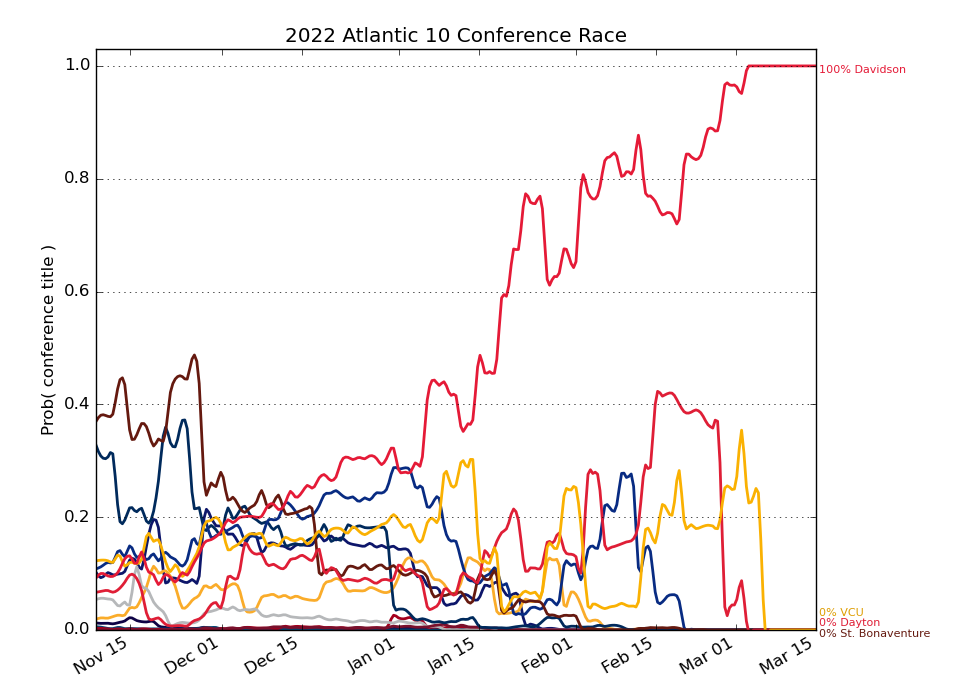 2022 Atlantic 10 Conference Race
Prob( conference title )
1.0
0.8
0.6
0.4
0.2
0.0
Nov 15
Dec 01
Dec 15
Jan 01
Jan 15
Feb 01
Feb 15
Mar 01
Mar 15
100% Davidson
0% VCU
0% Dayton
0% St. Bonaventure